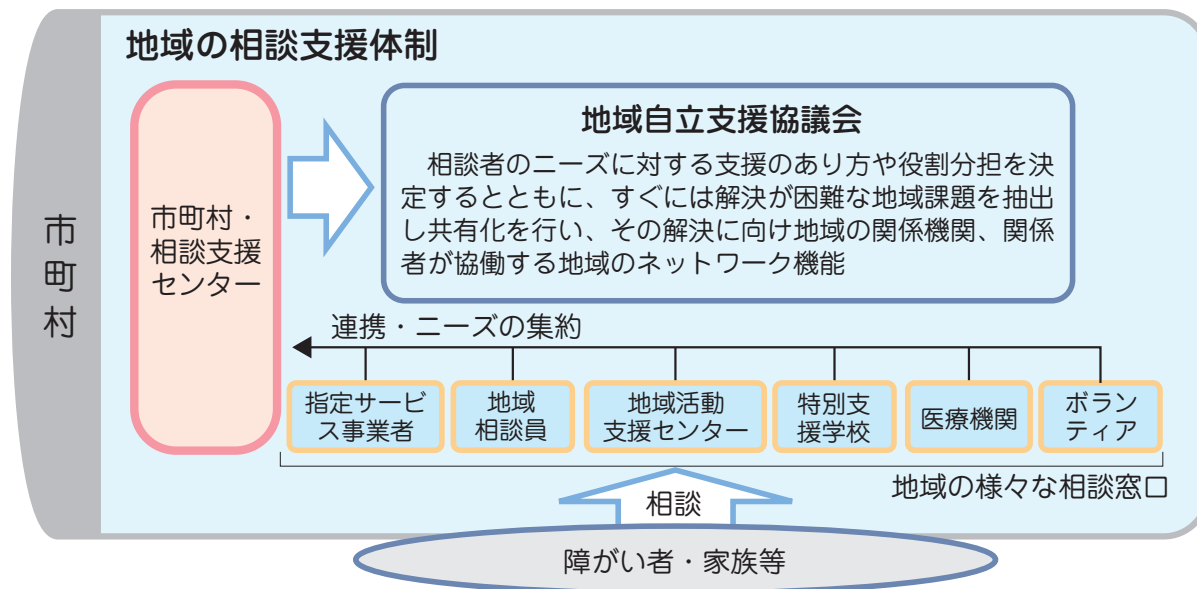 地域の相談支援体制
市町村
市町村・
相談支援
センター
地域自立支援協議会
相談者のニーズに対する支援のあり方や役割分担を決
定するとともに、すぐには解決が困難な地域課題を抽出
し共有化を行い、その解決に向け地域の関係機関、関係
者が協働する地域のネットワーク機能
連携・ニーズの集約
指定サービ
ス事業者
地域
相談員
地域活動
支援センター
特別支
援学校
医療機関
ボラン
ティア
地域の様々な相談窓口
相談
障がい者・家族等